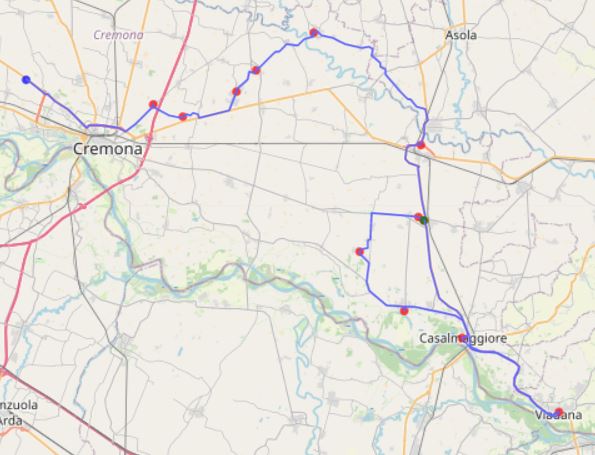 Cremona
Asola
Cremona
Casalmaggiore
nzuola
Arda
Viadana